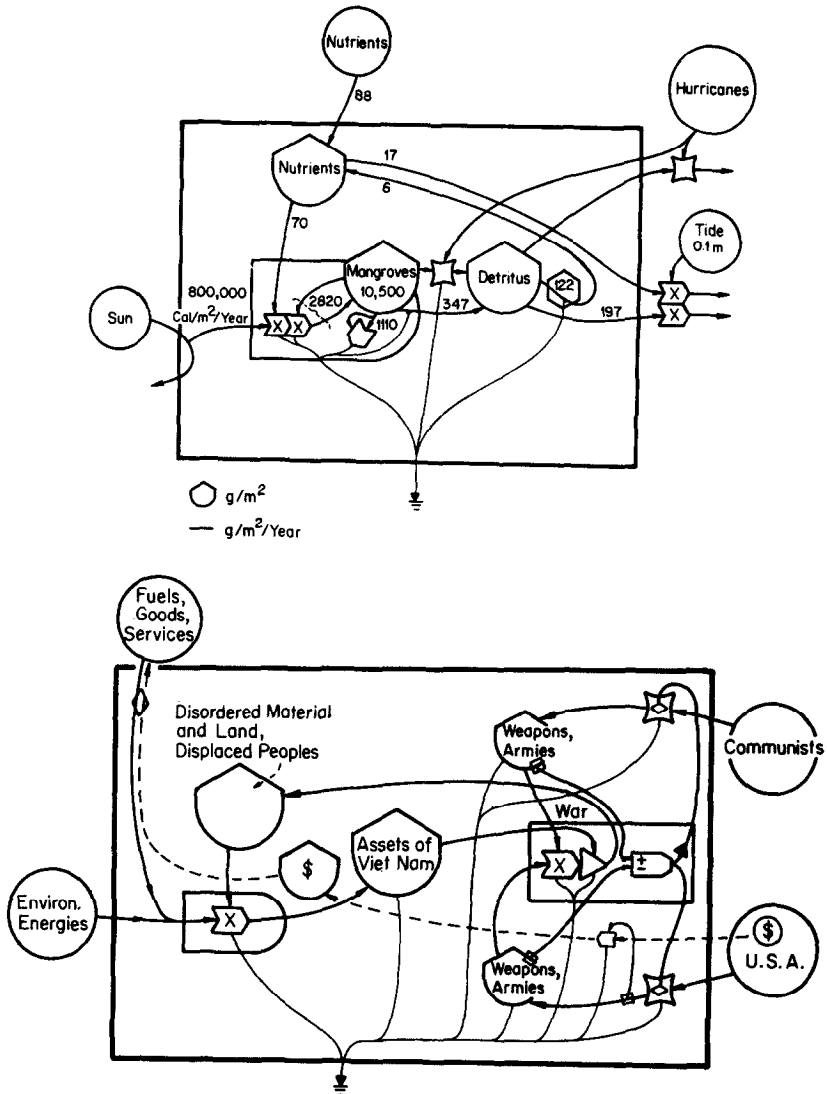 Nutrients
88
Hurricanes
Nutrients
17
6
70
Tide
0.1 m
Mangroves
10,500
Detritus
122
800,000
Cal/m²/Year
2820
X
X
1110
347
197
X
X
Sun
g/m²
g/m²/Year
Fuels,
Goods,
Services
Disordered Material
and Land,
Displaced Peoples
Weapons,
Armies
Communists
War
Assets of
Viet Nam
$
X
±
Environ.
Energies
X
$
U.S.A.
Weapons,
Armies